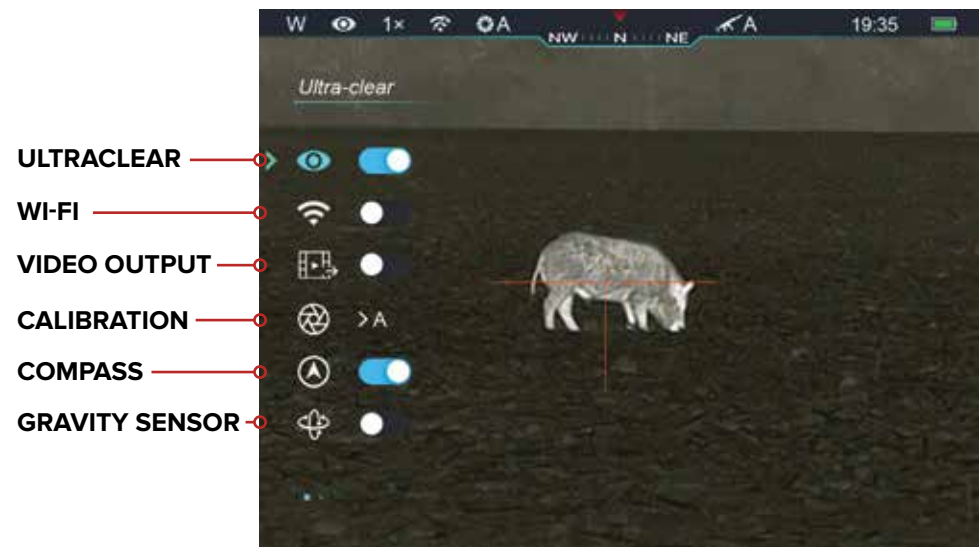 W 1× A A 19:35
NW N NE
Ultra-clear
ULTRACLEAR
WI-FI
VIDEO OUTPUT
CALIBRATION >A
COMPASS
GRAVITY SENSOR